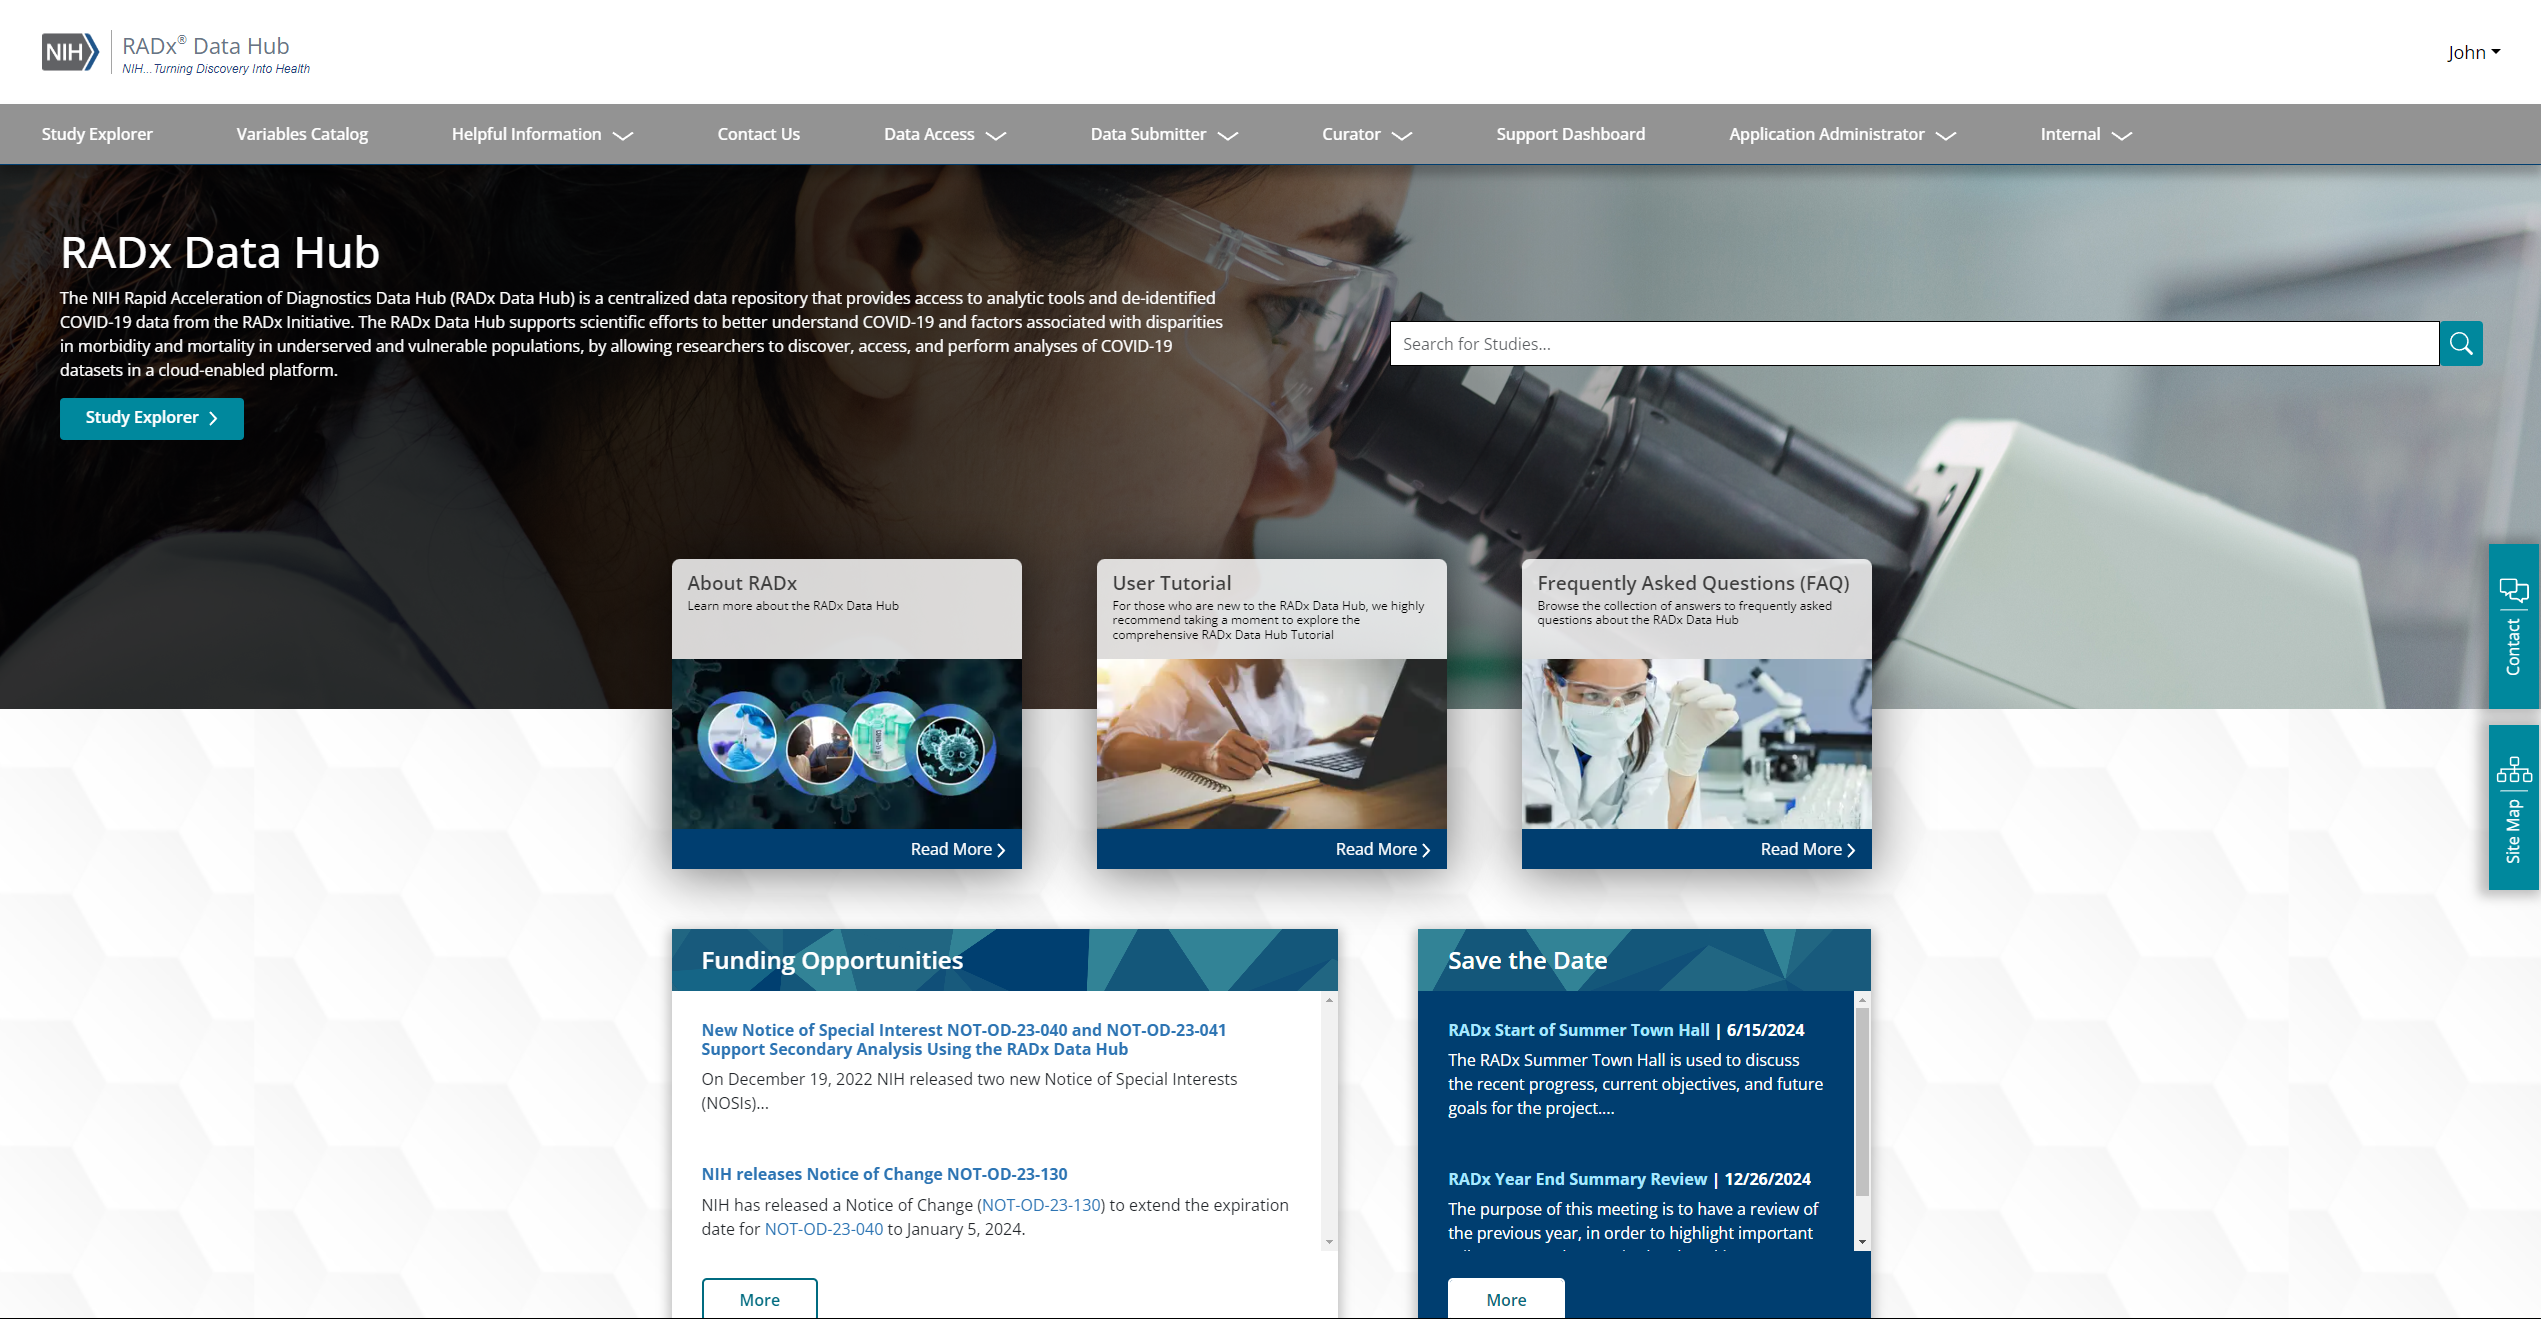 NIH
RADx® Data Hub
NIH...Turning Discovery Into Health
John
Study Explorer
Variables Catalog
Helpful Information
Contact Us
Data Access
Data Submitter
Curator
Support Dashboard
Application Administrator
Internal
RADx Data Hub
The NIH Rapid Acceleration of Diagnostics Data Hub (RADx Data Hub) is a centralized data repository that provides access to analytic tools and de-identified
COVID-19 data from the RADx Initiative. The RADx Data Hub supports scientific efforts to better understand COVID-19 and factors associated with disparities
in morbidity and mortality in underserved and vulnerable populations, by allowing researchers to discover, access, and perform analyses of COVID-19
datasets in a cloud-enabled platform.
Study Explorer
Search for Studies...
Contact
Site Map
About RADx
Learn more about the RADx Data Hub
Read More
User Tutorial
For those who are new to the RADx Data Hub, we highly
recommend taking a moment to explore the
comprehensive RADx Data Hub Tutorial
Read More
Frequently Asked Questions (FAQ)
Browse the collection of answers to frequently asked
questions about the RADx Data Hub
Read More
Funding Opportunities
New Notice of Special Interest NOT-OD-23-040 and NOT-OD-23-041
Support Secondary Analysis Using the RADx Data Hub
On December 19, 2022 NIH released two new Notice of Special Interests
(NOSIs)...
NIH releases Notice of Change NOT-OD-23-130
NIH has released a Notice of Change (NOT-OD-23-130) to extend the expiration
date for NOT-OD-23-040 to January 5, 2024.
More
Save the Date
RADx Start of Summer Town Hall | 6/15/2024
The RADx Summer Town Hall is used to discuss
the recent progress, current objectives, and future
goals for the project....
RADx Year End Summary Review | 12/26/2024
The purpose of this meeting is to have a review of
the previous year, in order to highlight important
More